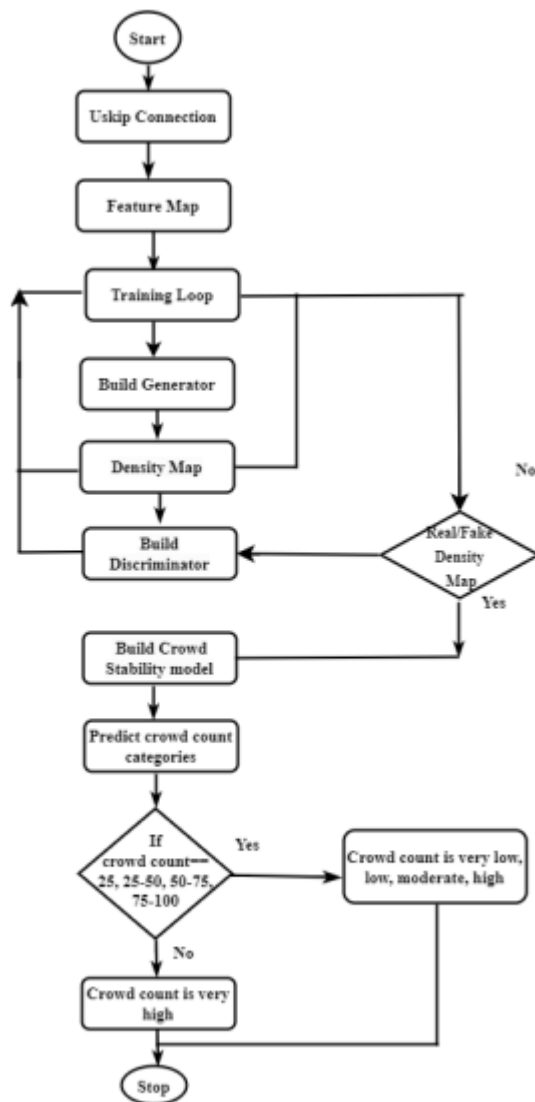 Start
Uskip Connection
Feature Map
Training Loop
Build Generator
Density Map
No
Build
Discriminator
Real/Fake
Density
Map
Yes
Build Crowd
Stability model
Predict crowd count
categories
If
crowd count==
25, 25-50, 50-75,
75-100
Yes
Crowd count is very low,
low, moderate, high
No
Crowd count is very
high
Stop